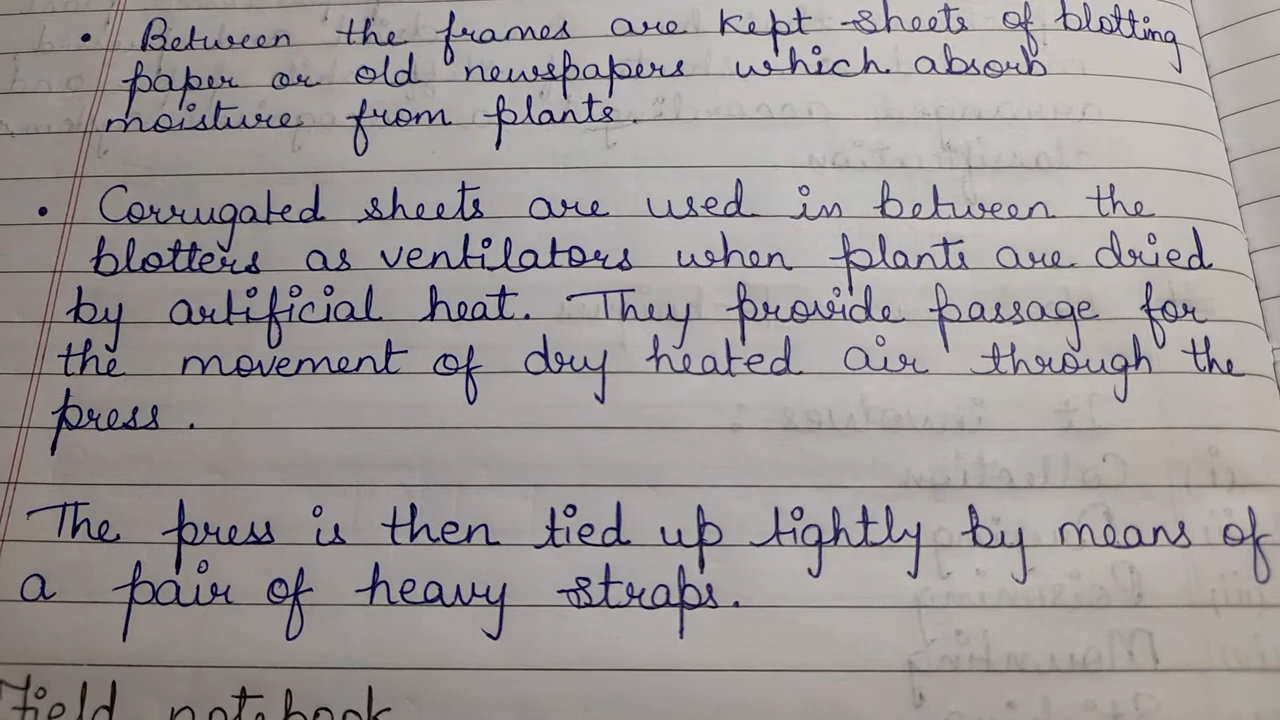 • Between the frames are kept sheets of blotting
paper or old newspapers which absorb
moisture from plants.
• Corrugated sheets are used in between the
blotters as ventilators when plants are dried
by artificial heat. They provide passage for
the movement of dry heated air through the
press.
The press is then tied up tightly by means of
a pair of heavy straps.
Field notebook